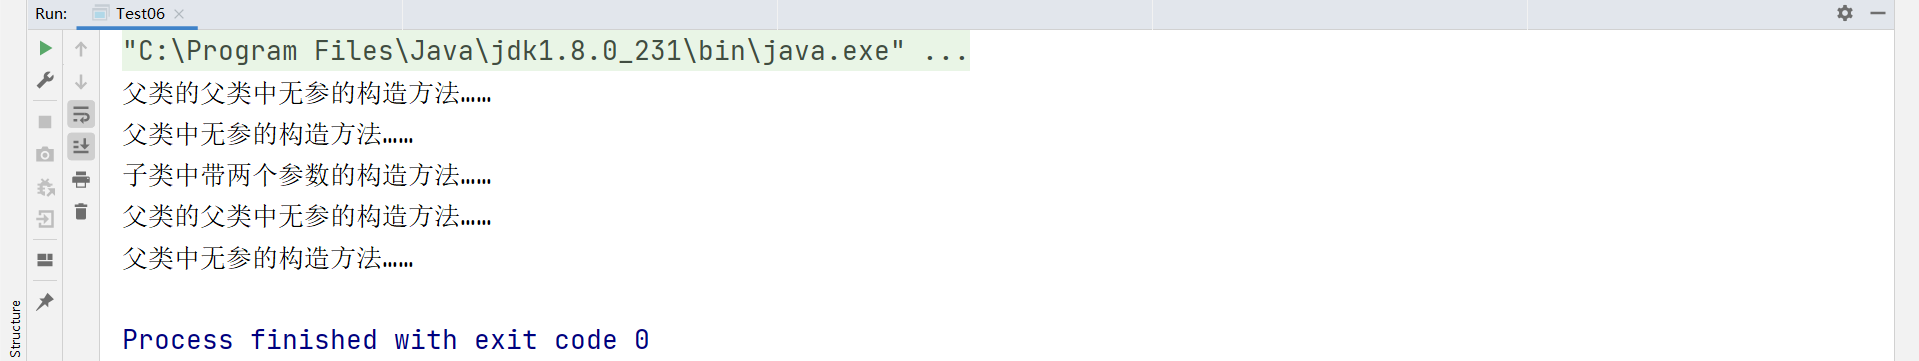 Run: Test06
"C:\Program Files\Java\jdk1.8.0_231\bin\java.exe" ...
父类的父类中无参的构造方法……
父类中无参的构造方法……
子类中带两个参数的构造方法……
父类的父类中无参的构造方法……
父类中无参的构造方法……
Process finished with exit code 0
Structure